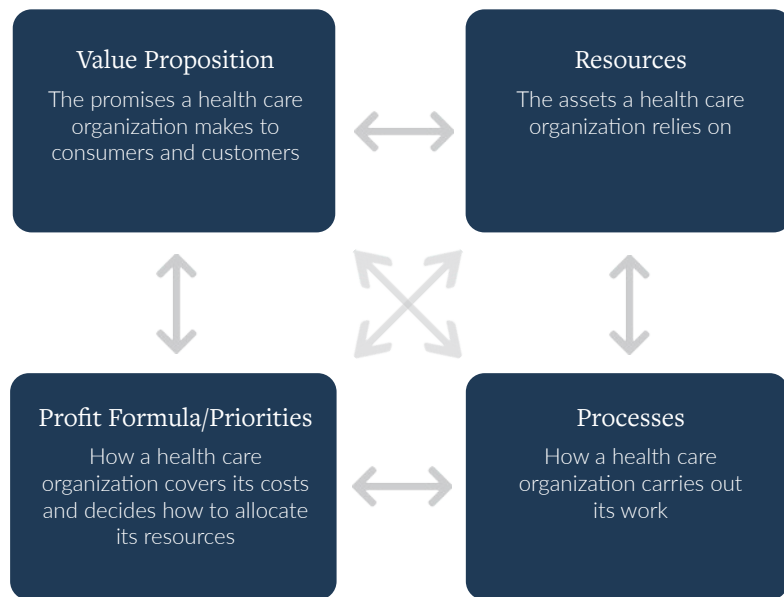 Value Proposition
The promises a health care
organization makes to
consumers and customers
Resources
The assets a health care
organization relies on
Profit Formula/Priorities
How a health care
organization covers its costs
and decides how to allocate
its resources
Processes
How a health care
organization carries out
its work